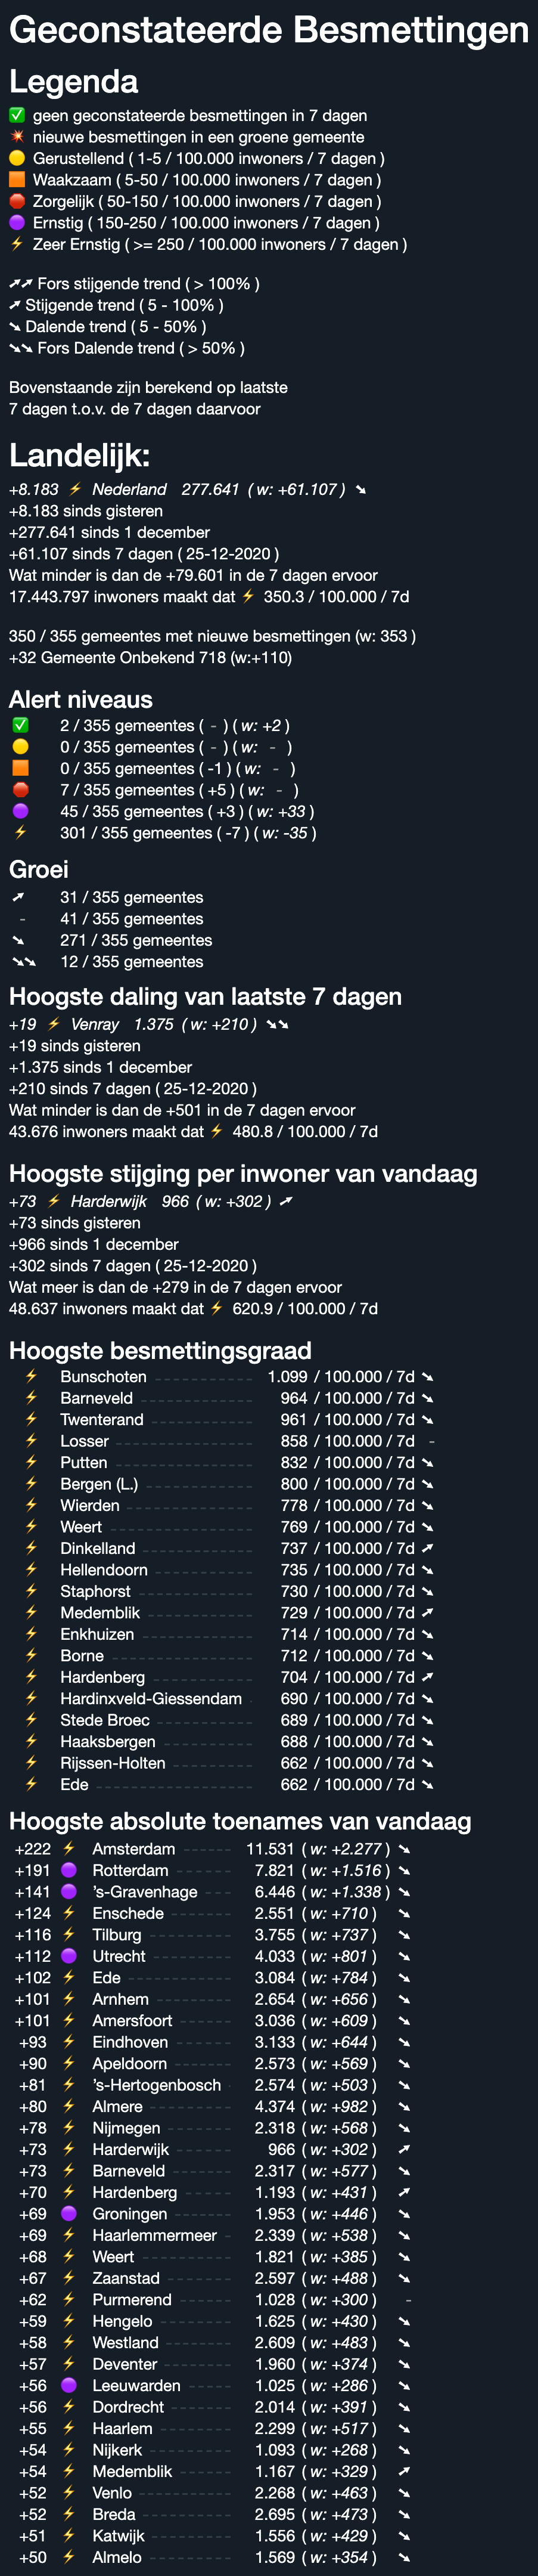 Geconstateerde Besmettingen
Legenda
✅ geen geconstateerde besmettingen in 7 dagen
💥 nieuwe besmettingen in een groene gemeente
🟡 Gerustellend ( 1-5 / 100.000 inwoners / 7 dagen )
🟧 Waakzaam ( 5-50 / 100.000 inwoners / 7 dagen )
🛑 Zorgelijk ( 50-150 / 100.000 inwoners / 7 dagen )
🟣 Ernstig ( 150-250 / 100.000 inwoners / 7 dagen )
⚡ Zeer Ernstig ( >= 250 / 100.000 inwoners / 7 dagen )
➚➚ Fors stijgende trend ( > 100% )
➚ Stijgende trend ( 5 - 100% )
➘ Dalende trend ( 5 - 50% )
➘➘ Fors Dalende trend ( > 50% )
Bovenstaande zijn berekend op laatste
7 dagen t.o.v. de 7 dagen daarvoor
Landelijk:
+8.183 ⚡ Nederland 277.641 ( w: +61.107 ) ➘
+8.183 sinds gisteren
+277.641 sinds 1 december
+61.107 sinds 7 dagen ( 25-12-2020 )
Wat minder is dan de +79.601 in de 7 dagen ervoor
17.443.797 inwoners maakt dat ⚡ 350.3 / 100.000 / 7d
350 / 355 gemeentes met nieuwe besmettingen (w: 353 )
+32 Gemeente Onbekend 718 (w:+110)
Alert niveaus
✅ 2 / 355 gemeentes ( - ) ( w: +2 )
🟡 0 / 355 gemeentes ( - ) ( w: - )
🟧 0 / 355 gemeentes ( -1 ) ( w: - )
🛑 7 / 355 gemeentes ( +5 ) ( w: - )
🟣 45 / 355 gemeentes ( +3 ) ( w: +33 )
⚡ 301 / 355 gemeentes ( -7 ) ( w: -35 )
Groei
➚ 31 / 355 gemeentes
- 41 / 355 gemeentes
➘ 271 / 355 gemeentes
➘➘ 12 / 355 gemeentes
Hoogste daling van laatste 7 dagen
+19 ⚡ Venray 1.375 ( w: +210 ) ➘➘
+19 sinds gisteren
+1.375 sinds 1 december
+210 sinds 7 dagen ( 25-12-2020 )
Wat minder is dan de +501 in de 7 dagen ervoor
43.676 inwoners maakt dat ⚡ 480.8 / 100.000 / 7d
Hoogste stijging per inwoner van vandaag
+73 ⚡ Harderwijk 966 ( w: +302 ) ➚
+73 sinds gisteren
+966 sinds 1 december
+302 sinds 7 dagen ( 25-12-2020 )
Wat meer is dan de +279 in de 7 dagen ervoor
48.637 inwoners maakt dat ⚡ 620.9 / 100.000 / 7d
Hoogste besmettingsgraad
⚡ Bunschoten 1.099 / 100.000 / 7d ➘
⚡ Barneveld 964 / 100.000 / 7d ➘
⚡ Twenterand 961 / 100.000 / 7d ➘
⚡ Losser 858 / 100.000 / 7d -
⚡ Putten 832 / 100.000 / 7d ➘
⚡ Bergen (L.) 800 / 100.000 / 7d ➘
⚡ Wierden 778 / 100.000 / 7d ➘
⚡ Weert 769 / 100.000 / 7d ➘
⚡ Dinkelland 737 / 100.000 / 7d ➚
⚡ Hellendoorn 735 / 100.000 / 7d ➘
⚡ Staphorst 730 / 100.000 / 7d ➘
⚡ Medemblik 729 / 100.000 / 7d ➚
⚡ Enkhuizen 714 / 100.000 / 7d ➘
⚡ Borne 712 / 100.000 / 7d ➘
⚡ Hardenberg 704 / 100.000 / 7d ➚
⚡ Hardinxveld-Giessendam 690 / 100.000 / 7d ➘
⚡ Stede Broec 689 / 100.000 / 7d ➘
⚡ Haaksbergen 688 / 100.000 / 7d ➘
⚡ Rijssen-Holten 662 / 100.000 / 7d ➘
⚡ Ede 662 / 100.000 / 7d ➘
Hoogste absolute toenames van vandaag
+222 ⚡ Amsterdam 11.531 ( w: +2.277 ) ➘
+191 🟣 Rotterdam 7.821 ( w: +1.516 ) ➘
+141 🟣 's-Gravenhage 6.446 ( w: +1.338 ) ➘
+124 ⚡ Enschede 2.551 ( w: +710 ) ➘
+116 ⚡ Tilburg 3.755 ( w: +737 ) ➘
+112 🟣 Utrecht 4.033 ( w: +801 ) ➘
+102 ⚡ Ede 3.084 ( w: +784 ) ➘
+101 ⚡ Arnhem 2.654 ( w: +656 ) ➘
+101 ⚡ Amersfoort 3.036 ( w: +609 ) ➘
+93 ⚡ Eindhoven 3.133 ( w: +644 ) ➘
+90 ⚡ Apeldoorn 2.573 ( w: +569 ) ➘
+81 ⚡ 's-Hertogenbosch 2.574 ( w: +503 ) ➘
+80 ⚡ Almere 4.374 ( w: +982 ) ➘
+78 ⚡ Nijmegen 2.318 ( w: +568 ) ➘
+73 ⚡ Harderwijk 966 ( w: +302 ) ➚
+73 ⚡ Barneveld 2.317 ( w: +577 ) ➘
+70 ⚡ Hardenberg 1.193 ( w: +431 ) ➚
+69 🟣 Groningen 1.953 ( w: +446 ) ➘
+69 ⚡ Haarlemmermeer 2.339 ( w: +538 ) ➘
+68 ⚡ Weert 1.821 ( w: +385 ) ➘
+67 ⚡ Zaanstad 2.597 ( w: +488 ) ➘
+62 ⚡ Purmerend 1.028 ( w: +300 ) -
+59 ⚡ Hengelo 1.625 ( w: +430 ) ➘
+58 ⚡ Westland 2.609 ( w: +483 ) ➘
+57 ⚡ Deventer 1.960 ( w: +374 ) ➘
+56 🟣 Leeuwarden 1.025 ( w: +286 ) ➘
+56 ⚡ Dordrecht 2.014 ( w: +391 ) ➘
+55 ⚡ Haarlem 2.299 ( w: +517 ) ➘
+54 ⚡ Nijkerk 1.093 ( w: +268 ) ➘
+54 ⚡ Medemblik 1.167 ( w: +329 ) ➚
+52 ⚡ Venlo 2.268 ( w: +463 ) ➘
+52 ⚡ Breda 2.695 ( w: +473 ) ➘
+51 ⚡ Katwijk 1.556 ( w: +429 ) ➘
+50 ⚡ Almelo 1.569 ( w: +354 ) ➘